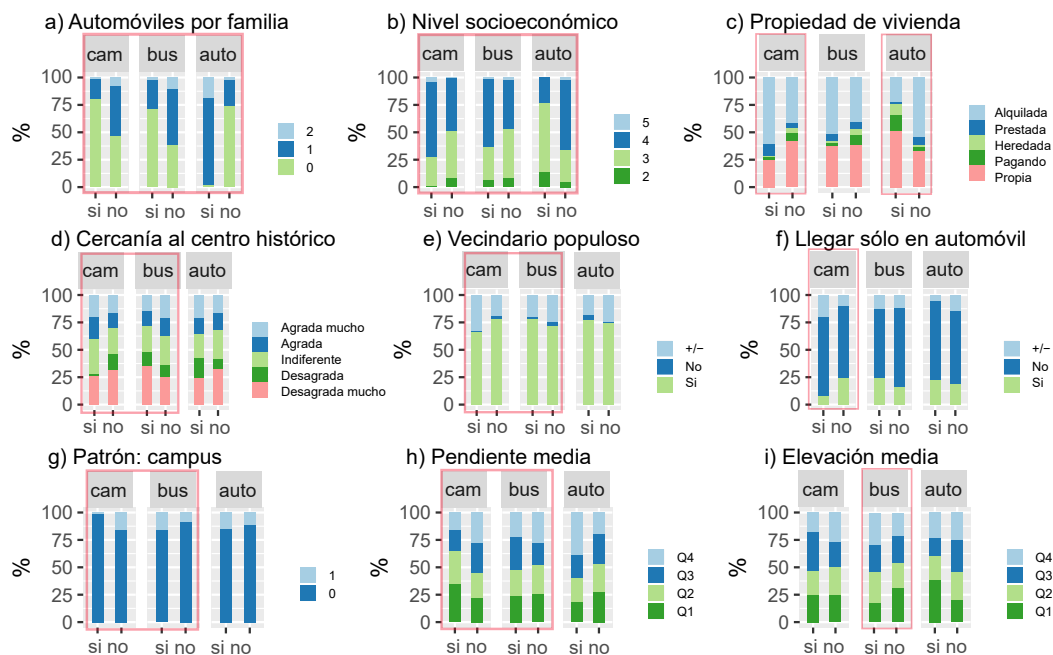 a) Automóviles por familia
cam bus auto
100
75
50
25
0
%
si no si no si no
2
1
0
b) Nivel socioeconómico
cam bus auto
100
75
50
25
0
%
si no si no si no
5
4
3
2
c) Propiedad de vivienda
cam bus auto
100
75
50
25
0
%
si no si no si no
Alquilada
Prestada
Heredada
Pagando
Propia
d) Cercanía al centro histórico
cam bus auto
100
75
50
25
0
%
si no si no si no
Agrada mucho
Agrada
Indiferente
Desagrada
Desagrada mucho
e) Vecindario populoso
cam bus auto
100
75
50
25
0
%
si no si no si no
+/−
No
Si
f) Llegar sólo en automóvil
cam bus auto
100
75
50
25
0
%
si no si no si no
+/−
No
Si
g) Patrón: campus
cam bus auto
100
75
50
25
0
%
si no si no si no
1
0
h) Pendiente media
cam bus auto
100
75
50
25
0
%
si no si no si no
Q4
Q3
Q2
Q1
i) Elevación media
cam bus auto
100
75
50
25
0
%
si no si no si no
Q4
Q3
Q2
Q1